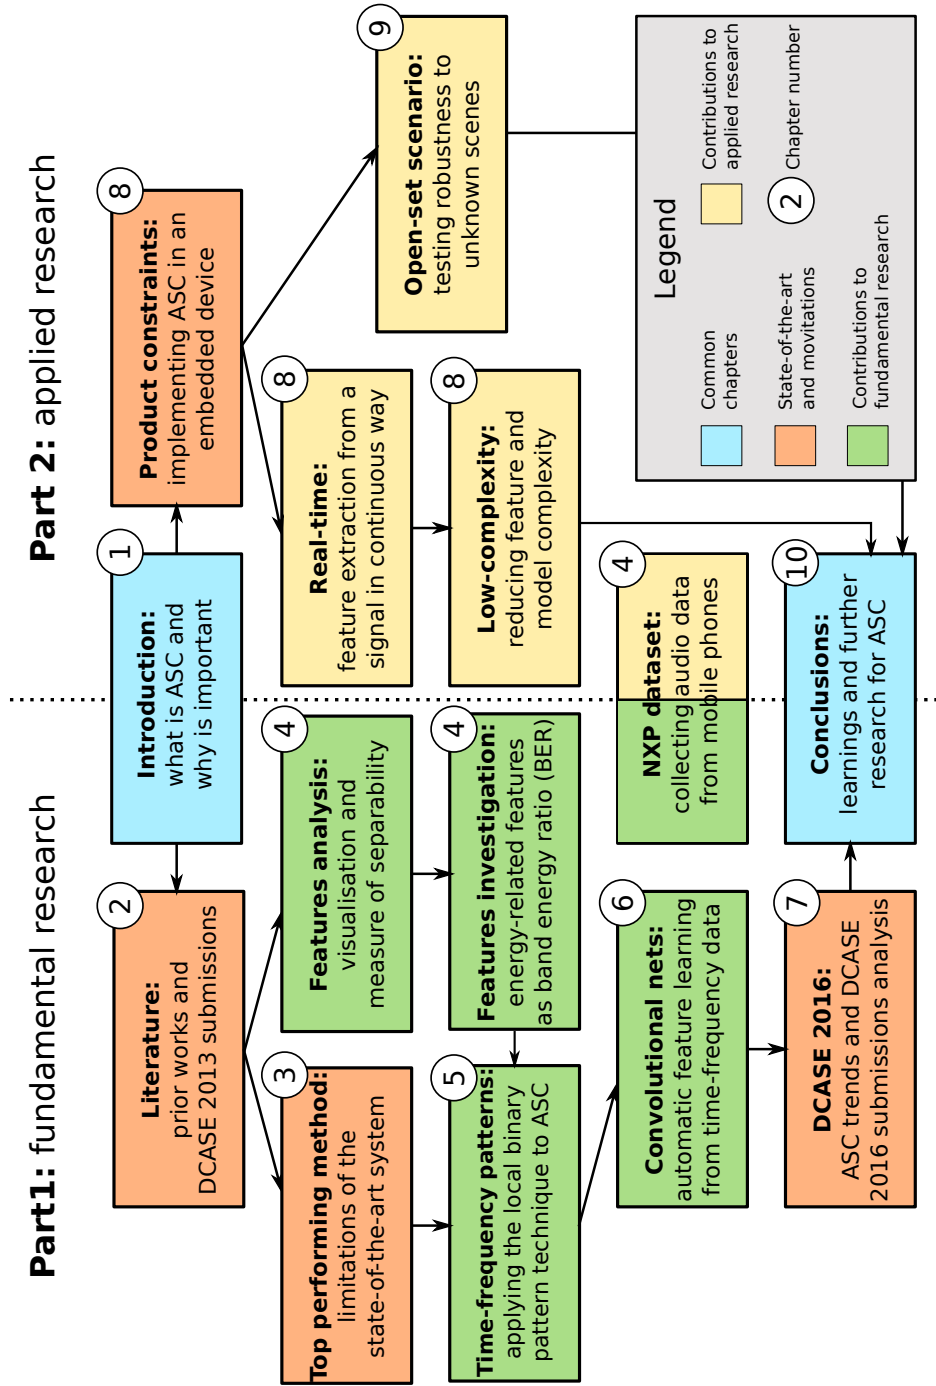 Part1: fundamental research
Part 2: applied research
1
Introduction:
what is ASC and
why is important
2
Literature:
prior works and
DCASE 2013 submissions
3
Top performing method:
limitations of the
state-of-the-art system
4
Features analysis:
visualisation and
measure of separability
4
Features investigation:
energy-related features
as band energy ratio (BER)
5
Time-frequency patterns:
applying the local binary
pattern technique to ASC
6
Convolutional nets:
automatic feature learning
from time-frequency data
7
DCASE 2016:
ASC trends and DCASE
2016 submissions analysis
4
NXP dataset:
collecting audio data
from mobile phones
8
Product constraints:
implementing ASC in an
embedded device
8
Real-time:
feature extraction from a
signal in continuous way
8
Low-complexity:
reducing feature and
model complexity
9
Open-set scenario:
testing robustness to
unknown scenes
10
Conclusions:
learnings and further
research for ASC
Legend
Common
chapters
State-of-the-art
and movitations
Contributions to
fundamental research
Contributions to
applied research
2
Chapter number